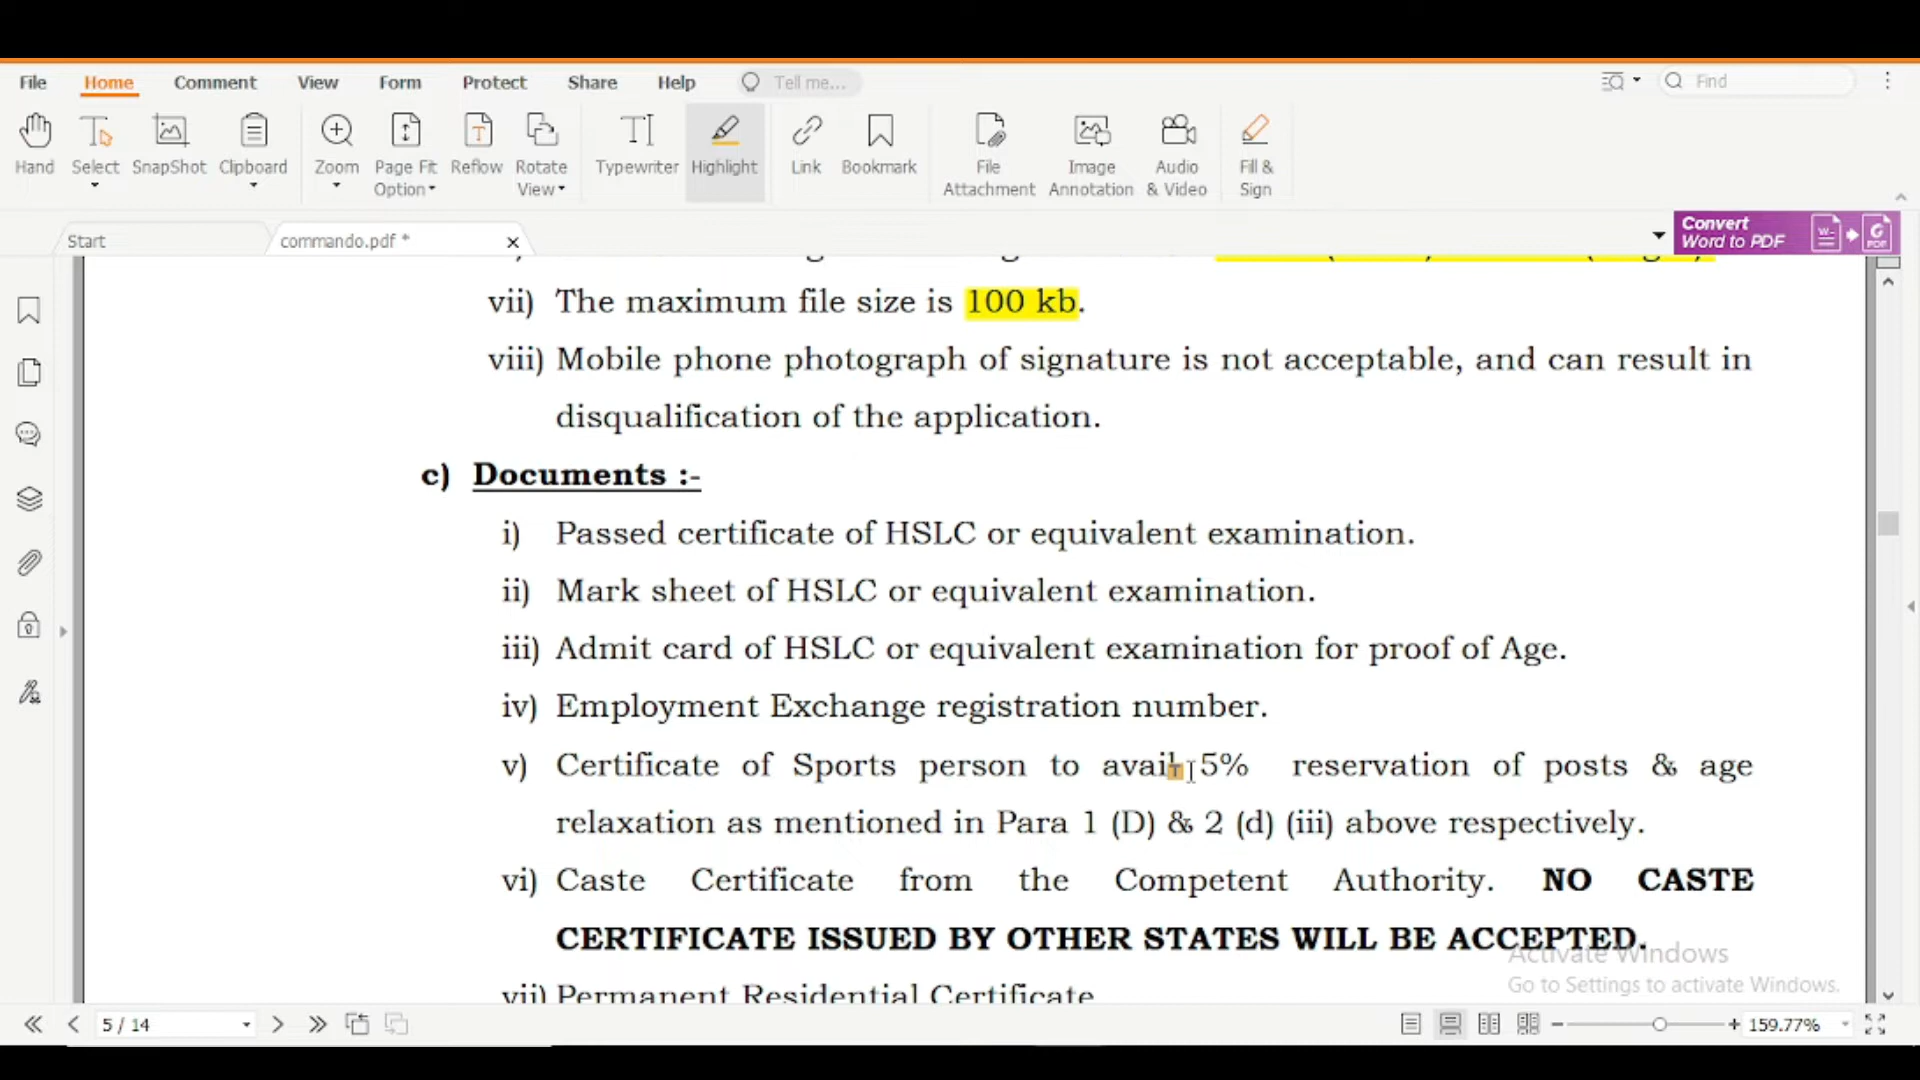 File Home Comment View Form Protect Share Help Tell me... Find
Hand Select SnapShot Clipboard Zoom Page Fit Option Reflow Rotate View Typewriter Highlight Link Bookmark File Attachment Image Annotation Audio & Video Fill & Sign
Start commando.pdf *
Convert
Word to PDF
vii) The maximum file size is 100 kb.
viii) Mobile phone photograph of signature is not acceptable, and can result in
disqualification of the application.
c) Documents :-
i) Passed certificate of HSLC or equivalent examination.
ii) Mark sheet of HSLC or equivalent examination.
iii) Admit card of HSLC or equivalent examination for proof of Age.
iv) Employment Exchange registration number.
v) Certificate of Sports person to avail 5% reservation of posts & age
relaxation as mentioned in Para 1 (D) & 2 (d) (iii) above respectively.
vi) Caste Certificate from the Competent Authority. NO CASTE
CERTIFICATE ISSUED BY OTHER STATES WILL BE ACCEPTED.
Activate Windows
Go to Settings to activate Windows.
vii) Permanent Residential Certificate
5 / 14 159.77%